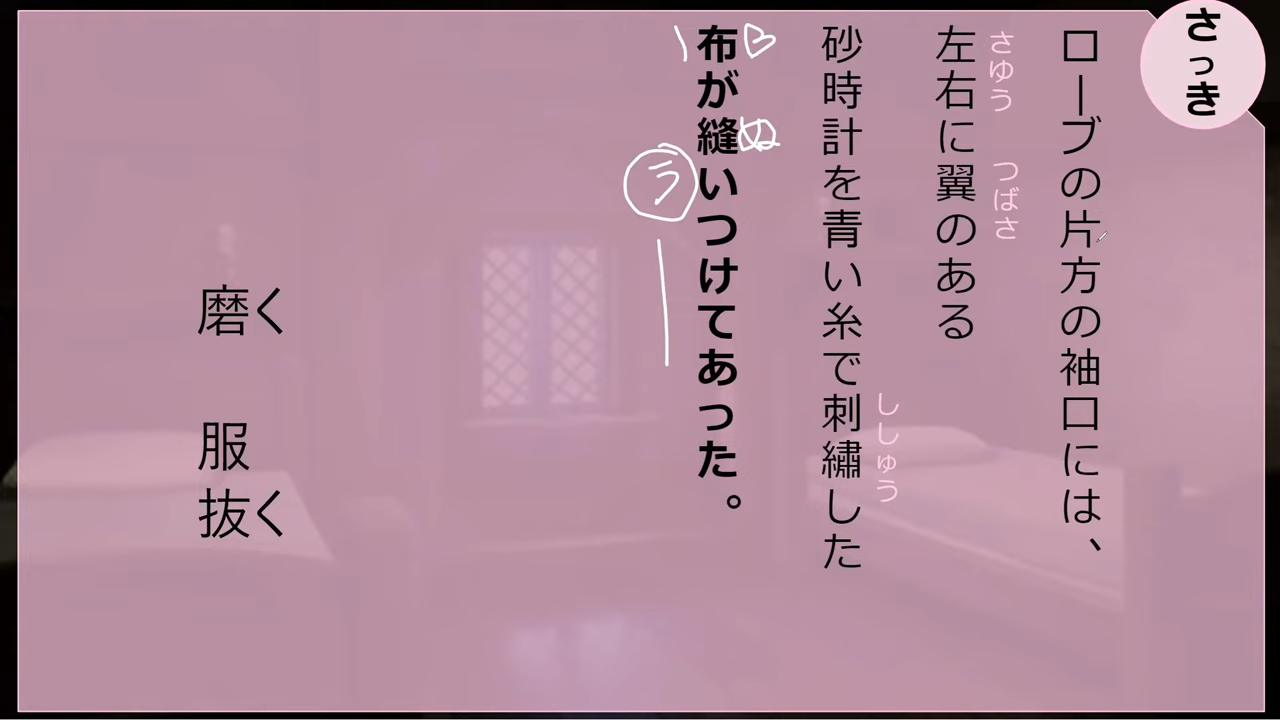 さっき
ローブの片方の袖口には、
さゆう つばさ
左右に翼のある
ししゅう
砂時計を青い糸で刺繡した
ぬ
布が縫いつけてあった。
ラ
磨く
服
抜く